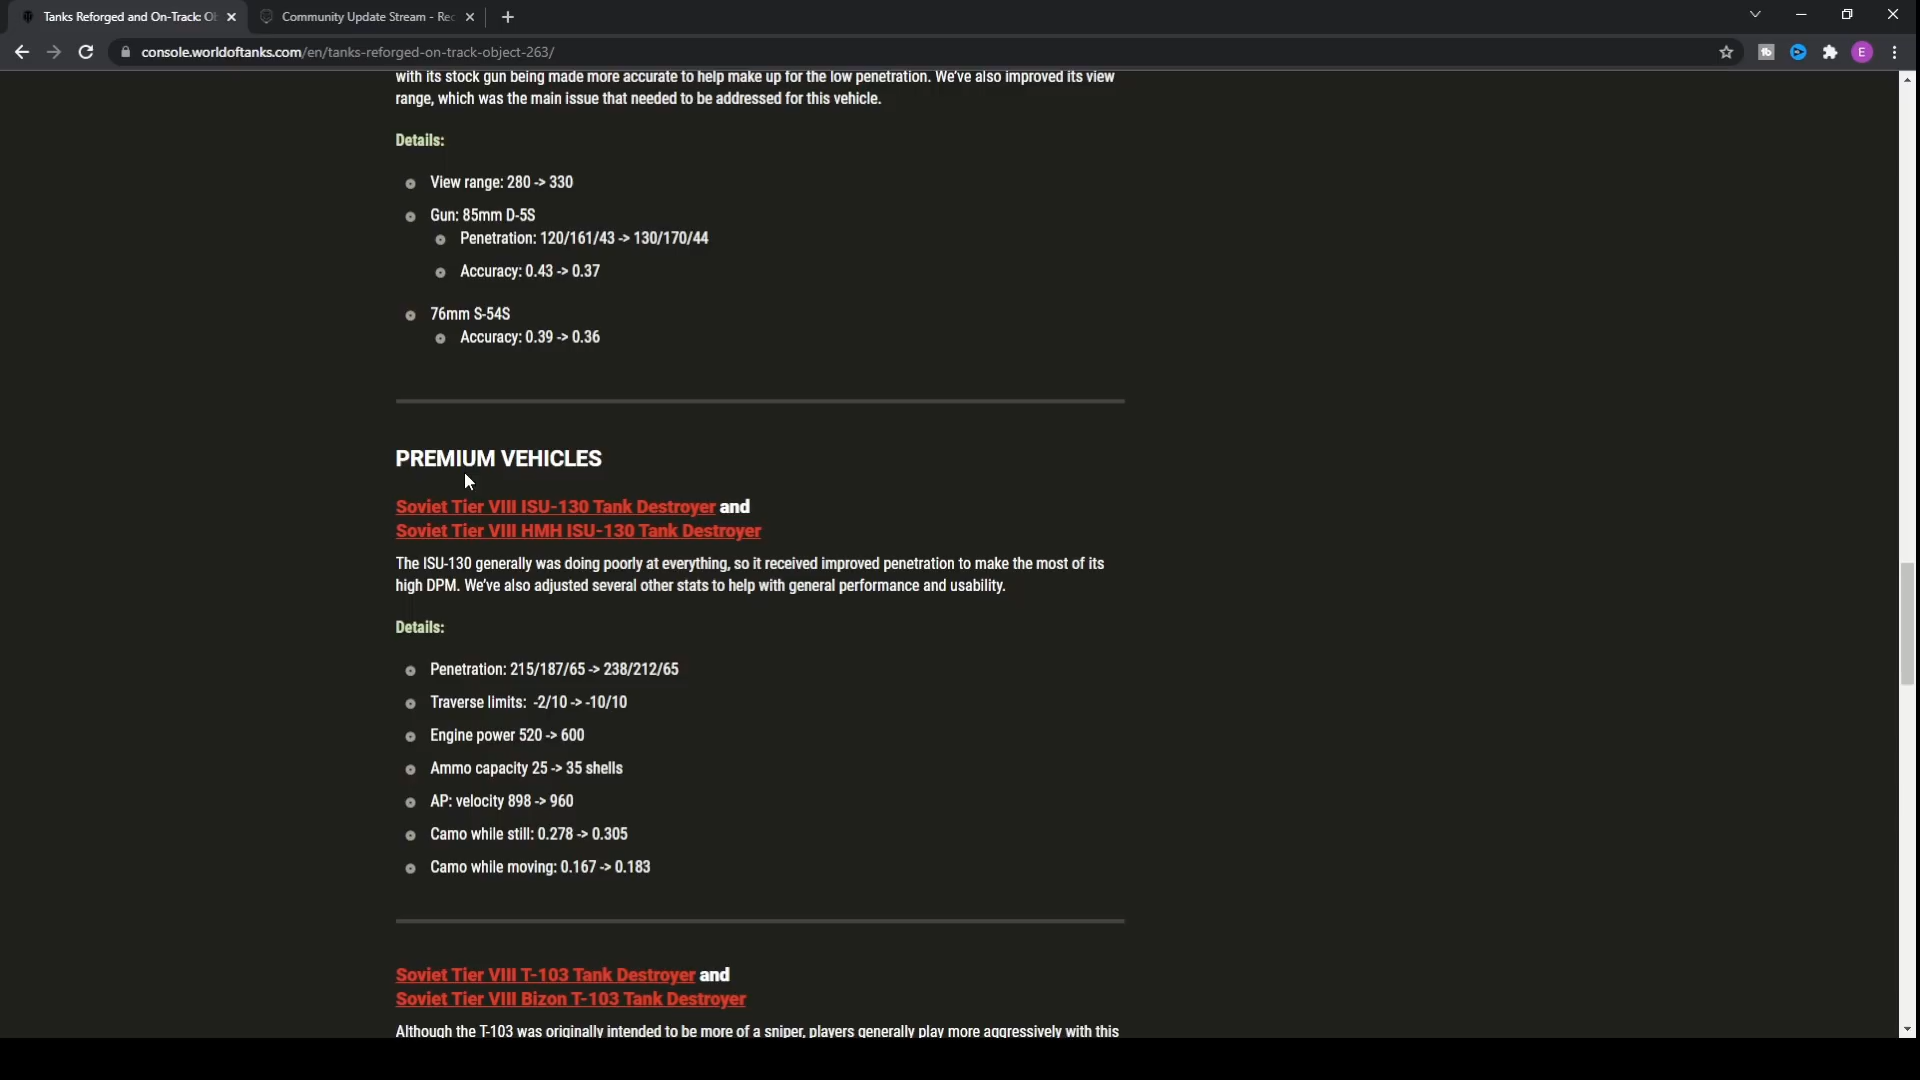 Tanks Reforged and On-Track: Ob
Community Update Stream - Rec
console.worldoftanks.com/en/tanks-reforged-on-track-object-263/
E
with its stock gun being made more accurate to help make up for the low penetration. We've also improved its view
range, which was the main issue that needed to be addressed for this vehicle.
Details:
View range: 280 -> 330
Gun: 85mm D-5S
Penetration: 120/161/43 -> 130/170/44
Accuracy: 0.43 -> 0.37
76mm S-54S
Accuracy: 0.39 -> 0.36
PREMIUM VEHICLES
Soviet Tier VIII ISU-130 Tank Destroyer and
Soviet Tier VIII HMH ISU-130 Tank Destroyer
The ISU-130 generally was doing poorly at everything, so it received improved penetration to make the most of its
high DPM. We've also adjusted several other stats to help with general performance and usability.
Details:
Penetration: 215/187/65 -> 238/212/65
Traverse limits: -2/10 -> -10/10
Engine power 520 -> 600
Ammo capacity 25 -> 35 shells
AP: velocity 898 -> 960
Camo while still: 0.278 -> 0.305
Camo while moving: 0.167 -> 0.183
Soviet Tier VIII T-103 Tank Destroyer and
Soviet Tier VIII Bizon T-103 Tank Destroyer
Although the T-103 was originally intended to be more of a sniper, players generally play more aggressively with this